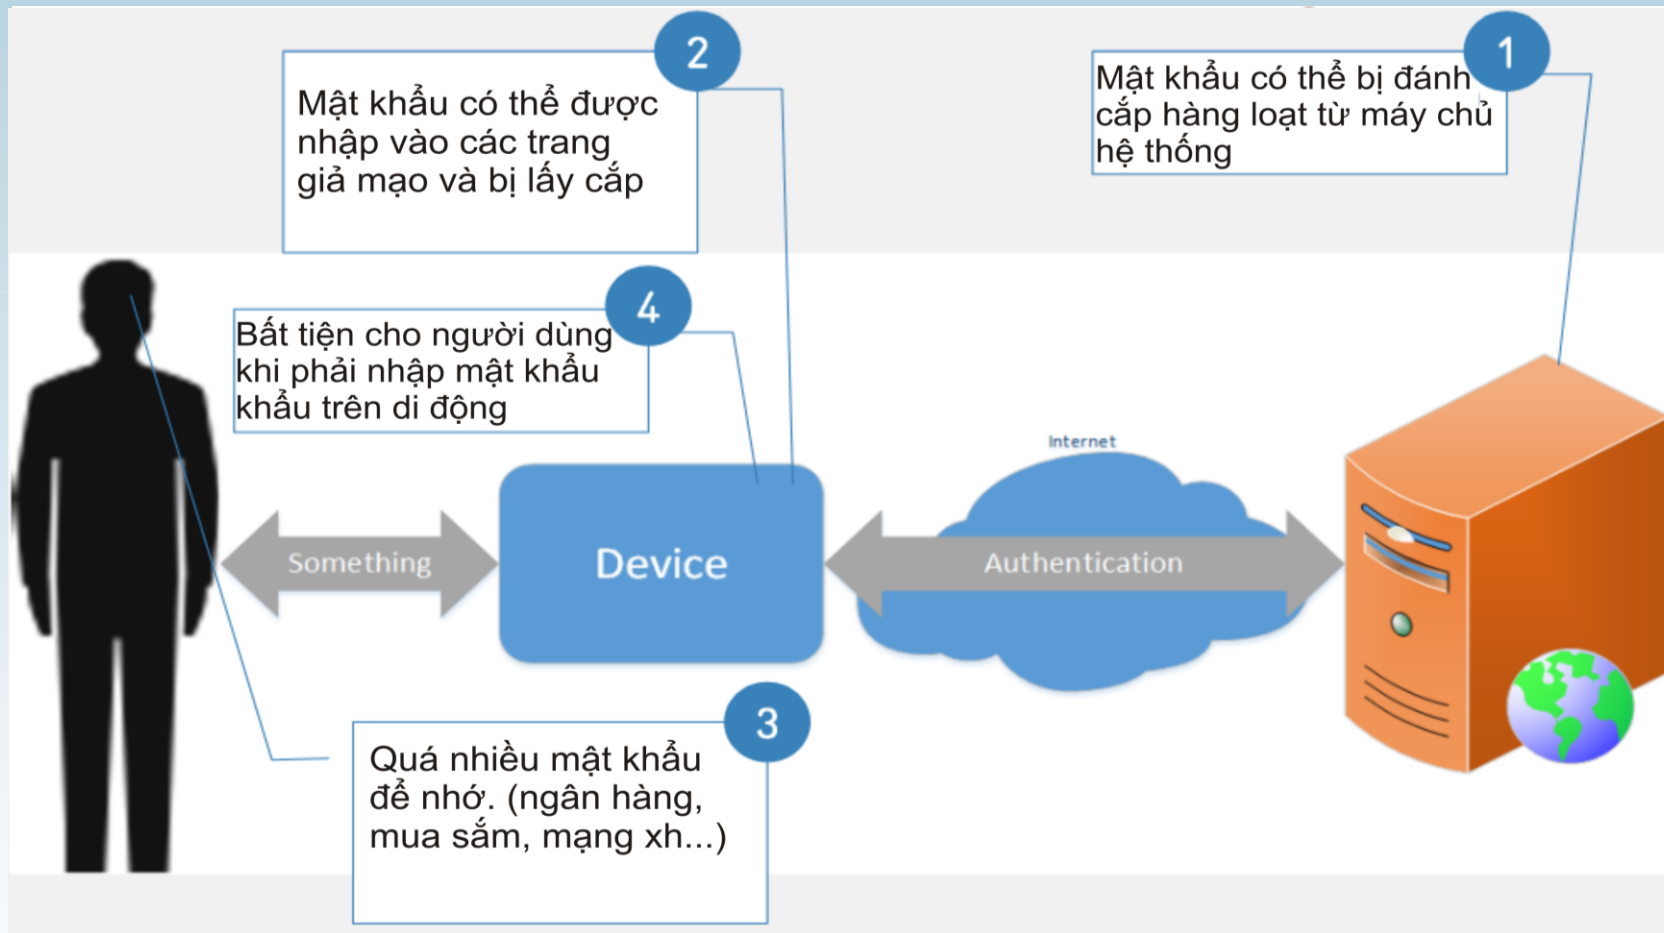 2
Mật khẩu có thể được
nhập vào các trang
giả mạo và bị lấy cắp
1
Mật khẩu có thể bị đánh
cắp hàng loạt từ máy chủ
hệ thống
4
Bất tiện cho người dùng
khi phải nhập mật khẩu
khẩu trên di động
Internet
Something
Device
Authentication
3
Quá nhiều mật khẩu
để nhớ. (ngân hàng,
mua sắm, mạng xh...)